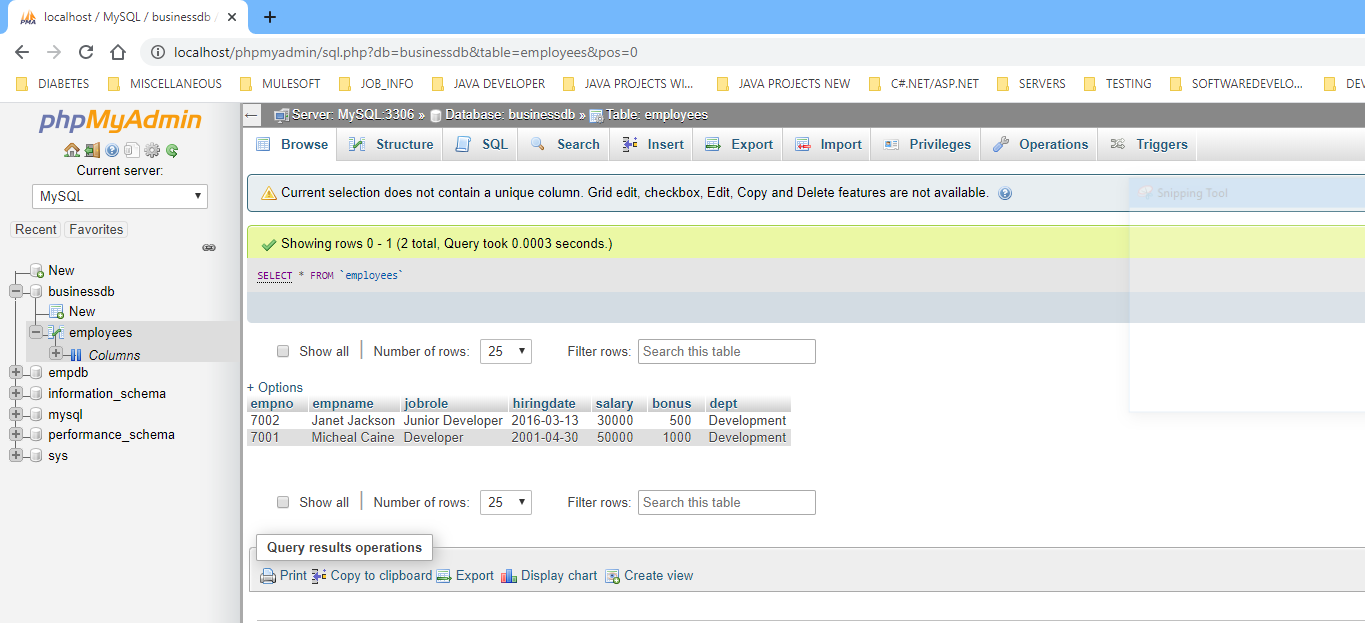 localhost / MySQL / businessdb /
localhost/phpmyadmin/sql.php?db=businessdb&table=employees&pos=0
DIABETES MISCELLANEOUS MULESOFT JOB_INFO JAVA DEVELOPER JAVA PROJECTS WI... JAVA PROJECTS NEW C#.NET/ASP.NET SERVERS TESTING SOFTWAREDEVELO... DEV
phpMyAdmin
Current server:
MySQL
Recent Favorites
New
businessdb
New
employees
Columns
empdb
information_schema
mysql
performance_schema
sys
Server: MySQL:3306 » Database: businessdb » Table: employees
Browse Structure SQL Search Insert Export Import Privileges Operations Triggers
Current selection does not contain a unique column. Grid edit, checkbox, Edit, Copy and Delete features are not available.
Snipping Tool
Showing rows 0 - 1 (2 total, Query took 0.0003 seconds.)
SELECT * FROM `employees`
Show all Number of rows: 25 Filter rows: Search this table
+ Options
empno empname jobrole hiringdate salary bonus dept
7002 Janet Jackson Junior Developer 2016-03-13 30000 500 Development
7001 Micheal Caine Developer 2001-04-30 50000 1000 Development
Show all Number of rows: 25 Filter rows: Search this table
Query results operations
Print Copy to clipboard Export Display chart Create view